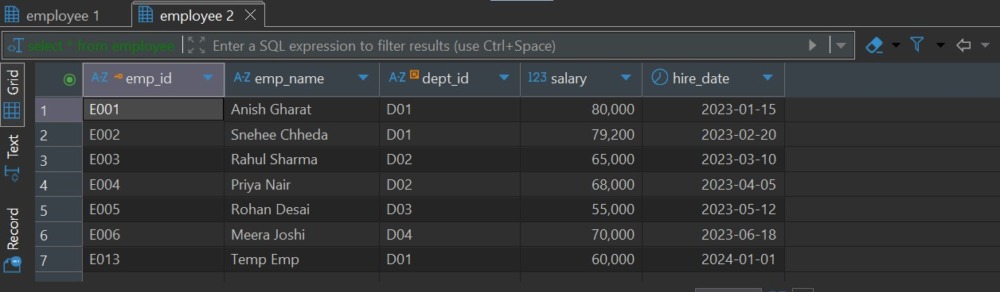 employee 1 employee 2
select * from employee Enter a SQL expression to filter results (use Ctrl+Space)
Grid
Text
Record
A-Z emp_id A-Z emp_name A-Z dept_id 123 salary hire_date
1 E001 Anish Gharat D01 80,000 2023-01-15
2 E002 Snehee Chheda D01 79,200 2023-02-20
3 E003 Rahul Sharma D02 65,000 2023-03-10
4 E004 Priya Nair D02 68,000 2023-04-05
5 E005 Rohan Desai D03 55,000 2023-05-12
6 E006 Meera Joshi D04 70,000 2023-06-18
7 E013 Temp Emp D01 60,000 2024-01-01